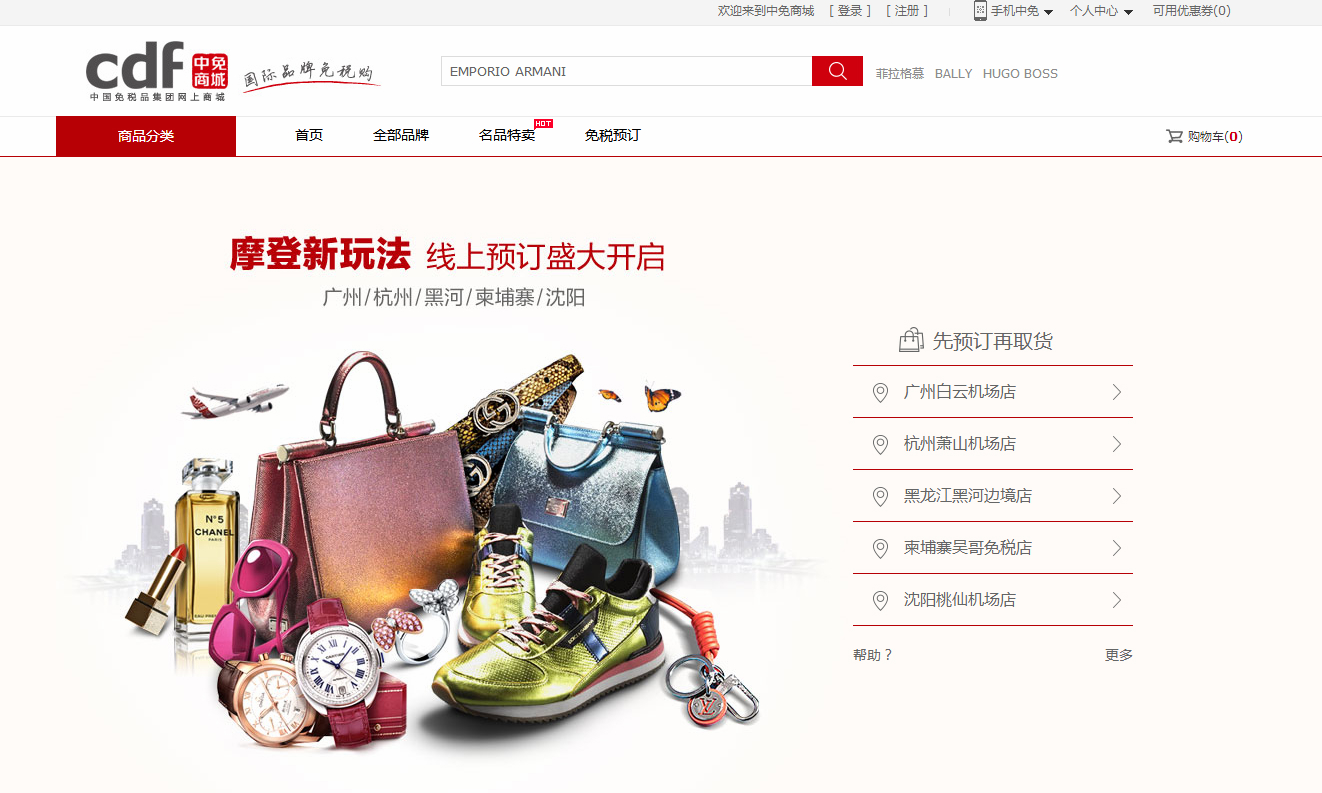 欢迎来到中免商城 [ 登录 ] [ 注册 ] 手机中免 个人中心 可用优惠券(0)
cdf 中免商城
国际品牌免税购
中国免税品集团网上商城
EMPORIO ARMANI
菲拉格慕 BALLY HUGO BOSS
商品分类 首页 全部品牌 名品特卖 HOT 免税预订 购物车(0)
摩登新玩法 线上预订盛大开启
广州/杭州/黑河/柬埔寨/沈阳
先预订再取货
广州白云机场店
杭州萧山机场店
黑龙江黑河边境店
柬埔寨吴哥免税店
沈阳桃仙机场店
帮助？ 更多
N°5
CHANEL
PARIS
LV